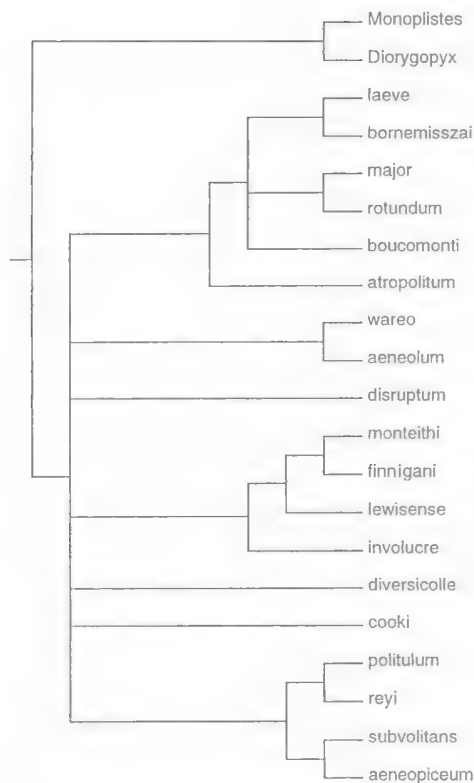 Monoplistes
Diorygopyx
laeve
bornemisszai
major
rotundum
boucomonti
atropolitum
wareo
aeneolum
disruptum
monteithi
finnigani
lewisense
involucre
diversicolle
cooki
politulum
reyi
subvolitans
aeneopiceum